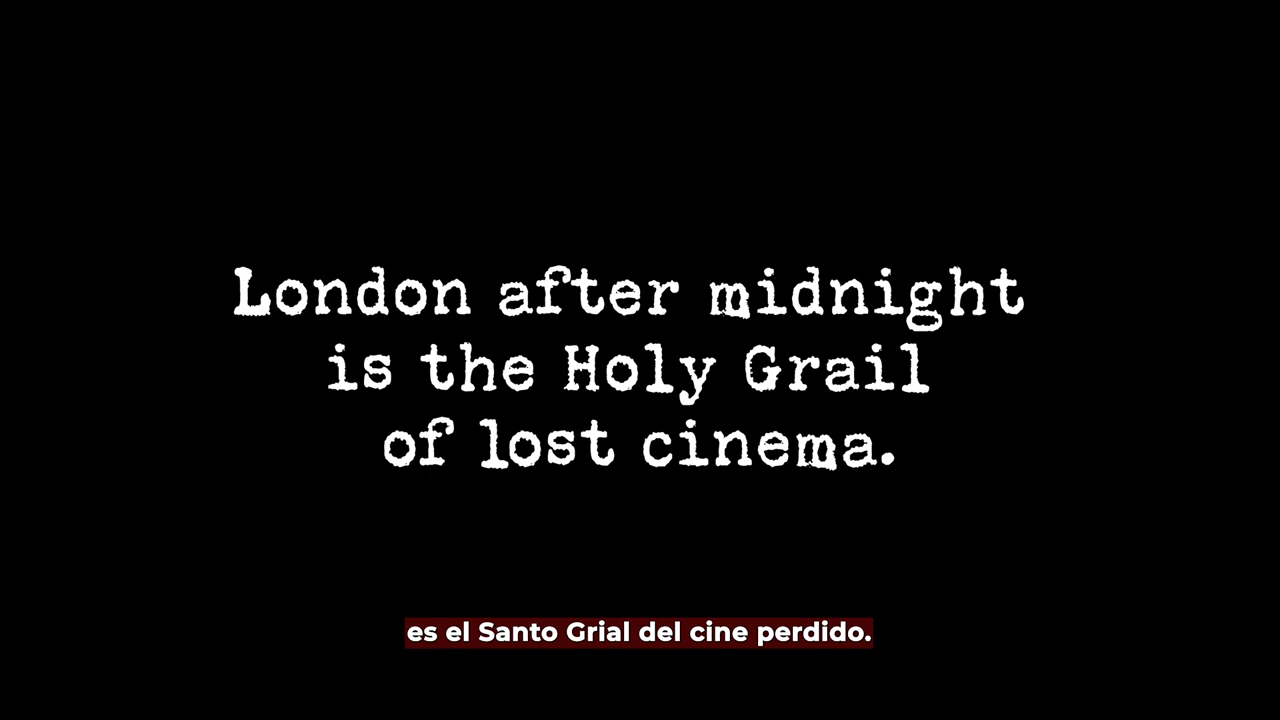 London after midnight
is the Holy Grail
of lost cinema.
es el Santo Grial del cine perdido.